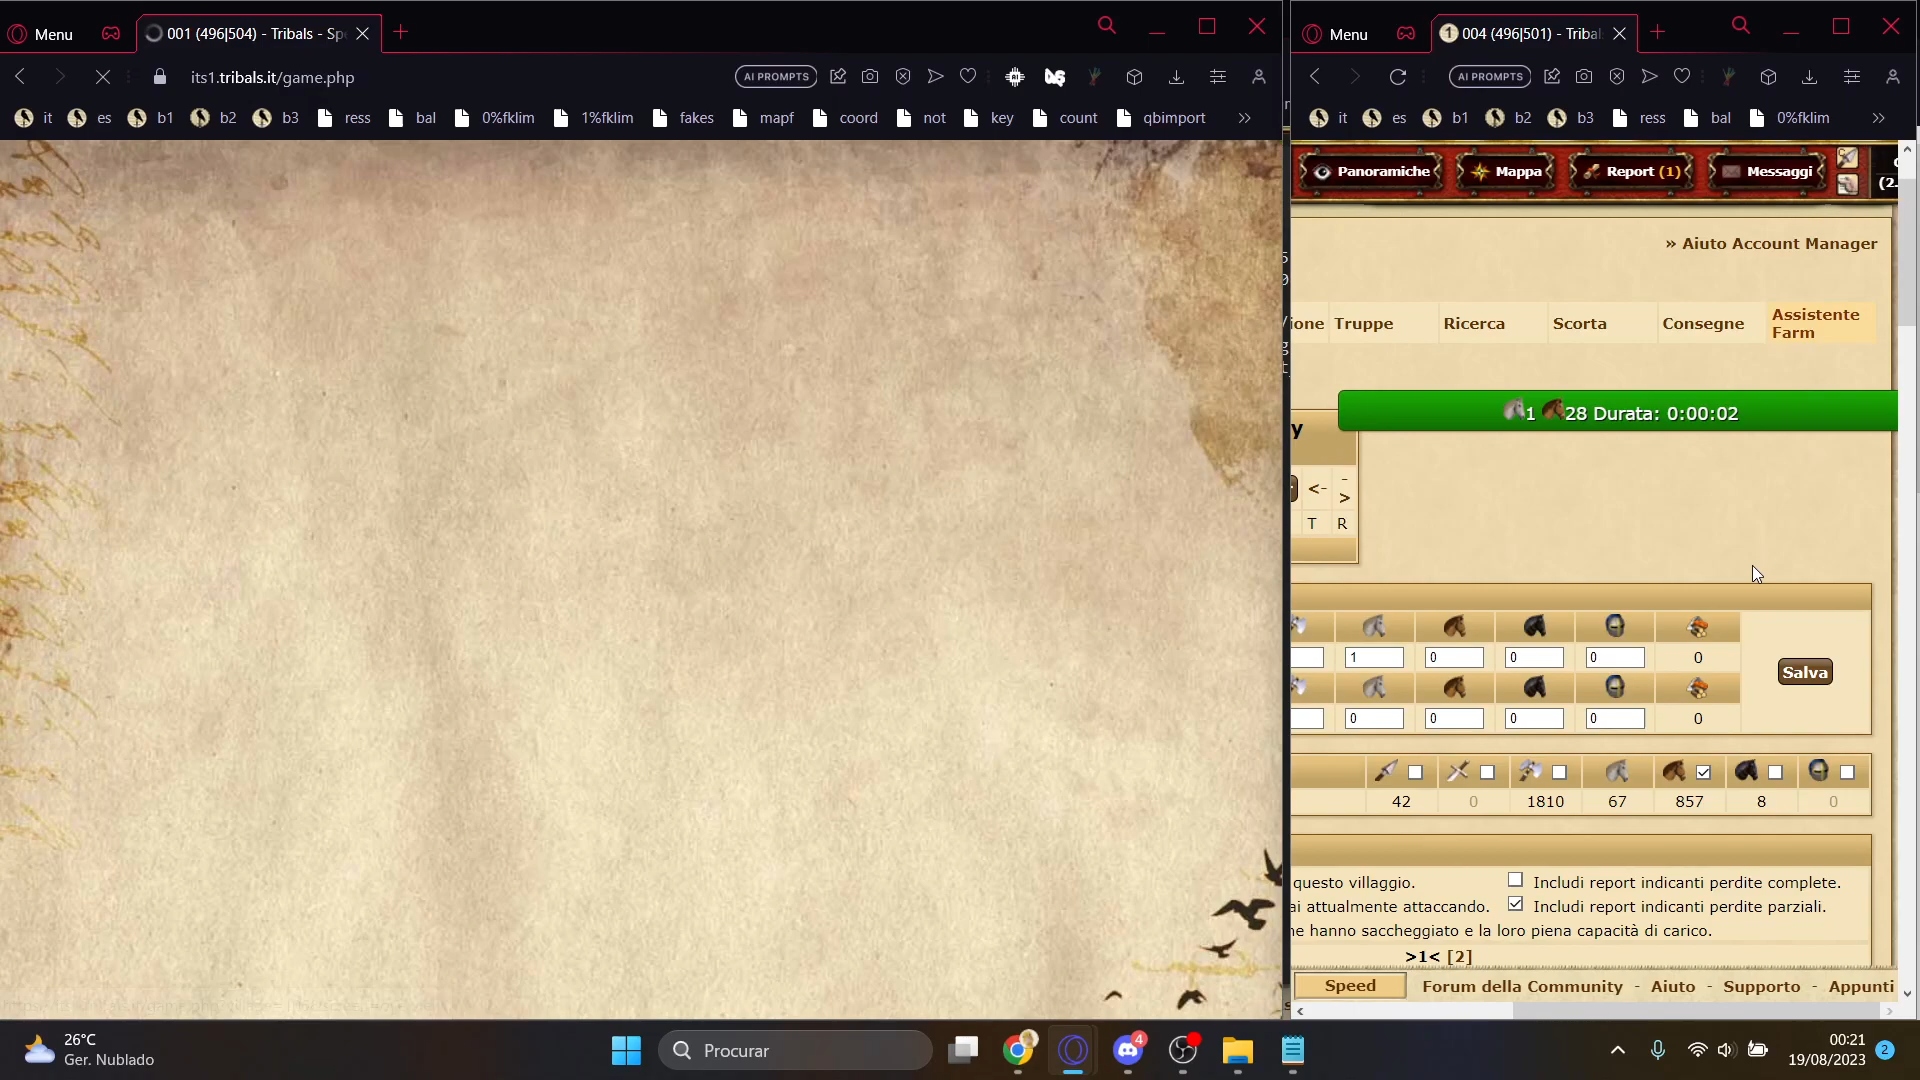 Menu
001 (496|504) - Tribals - Sp
its1.tribals.it/game.php
AI PROMPTS
it es b1 b2 b3 ress bal 0%fklim 1%fklim fakes mapf coord not key count qbimport
Menu
1 004 (496|501) - Tribal
AI PROMPTS
it es b1 b2 b3 ress bal 0%fklim
Panoramiche Mappa Report (1) Messaggi
(2.
» Aiuto Account Manager
ione Truppe Ricerca Scorta Consegne Assistente
Farm
1 28 Durata: 0:00:02
y
<- ->
T R
1 0 0 0 0
Salva
0 0 0 0 0
42 0 1810 67 857 8 0
questo villaggio. Includi report indicanti perdite complete.
ai attualmente attaccando. Includi report indicanti perdite parziali.
ne hanno saccheggiato e la loro piena capacità di carico.
>1< [2]
Speed Forum della Community - Aiuto - Supporto - Appunti
26°C
Ger. Nublado
Procurar
4
00:21
19/08/2023
2